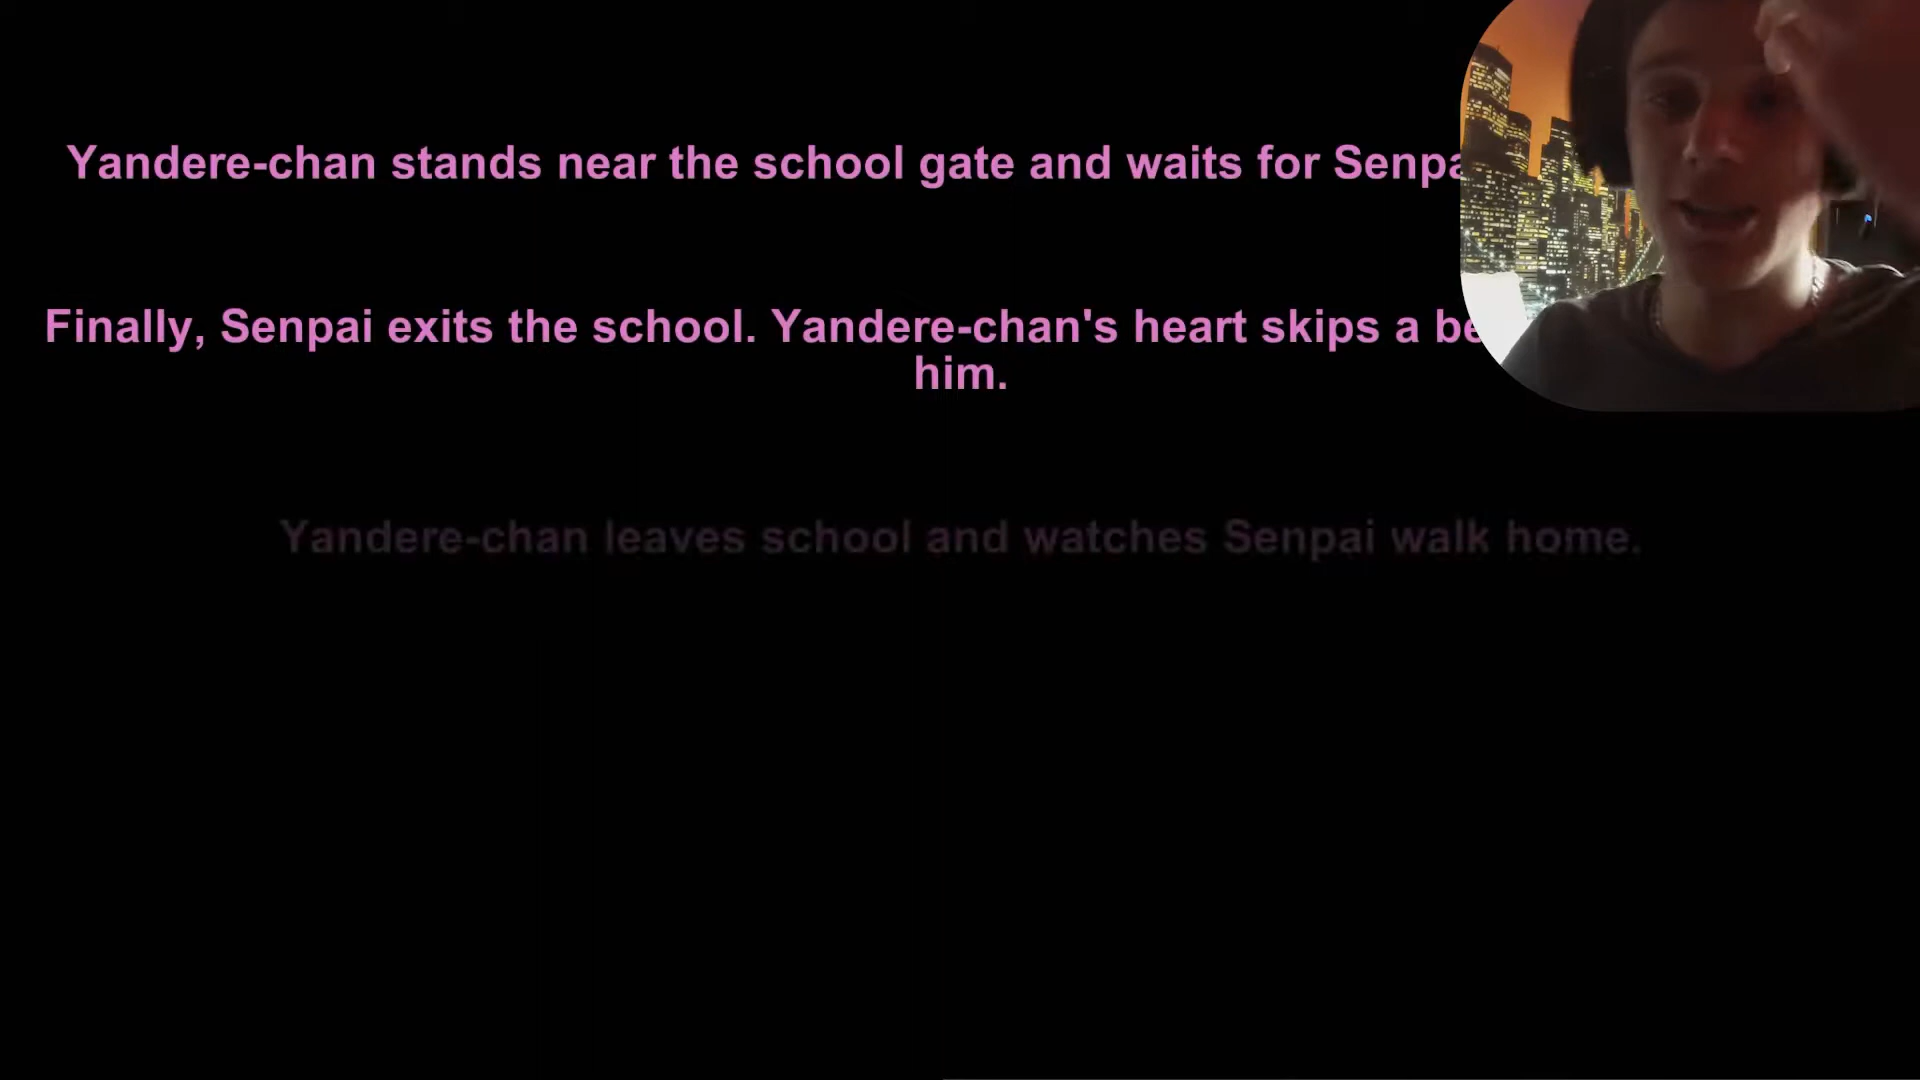 Yandere-chan stands near the school gate and waits for Senpa
Finally, Senpai exits the school. Yandere-chan's heart skips a be
him.
Yandere-chan leaves school and watches Senpai walk home.